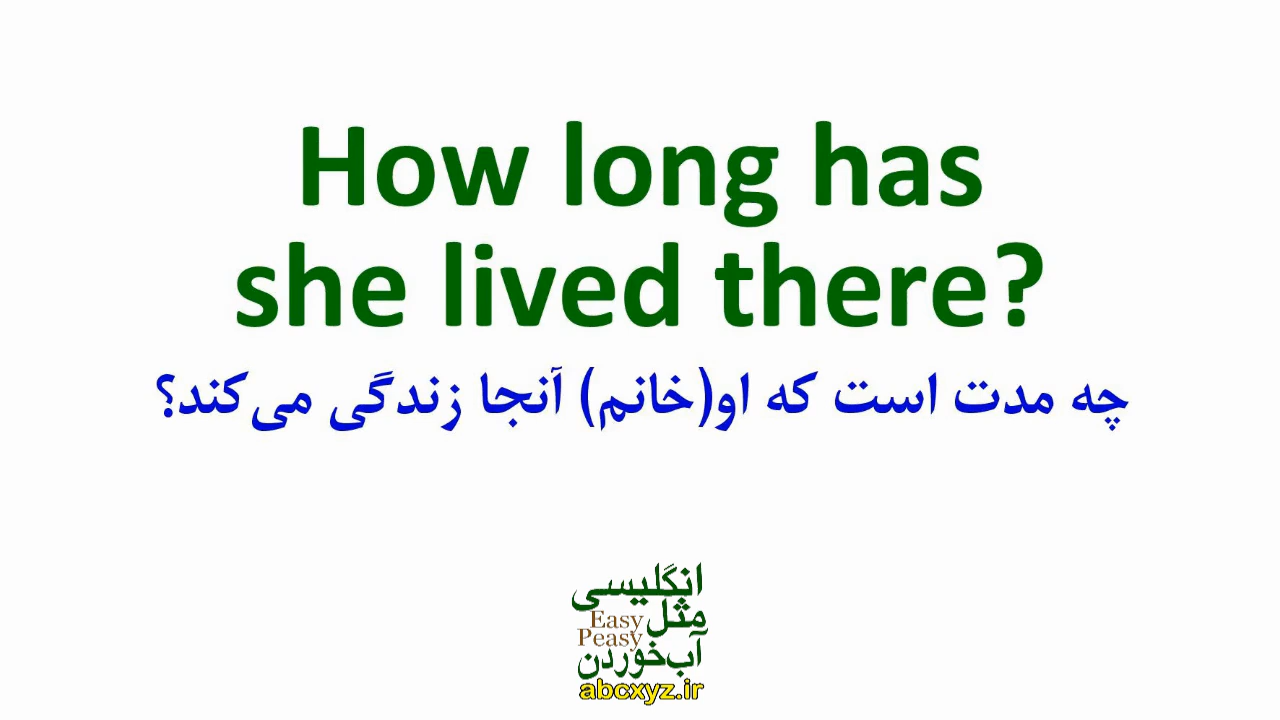 How long has
she lived there?
چه مدت است که او(خانم) آنجا زندگی می‌کند؟
انگلیسی
مثل
Easy
Peasy
آب‌خوردن
abcxyz.ir